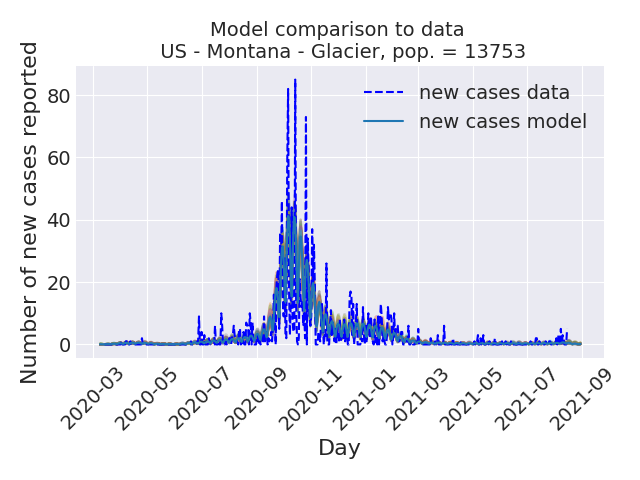 Model comparison to data
US - Montana - Glacier, pop. = 13753
Number of new cases reported
80
60
40
20
0
new cases data
new cases model
2020-03
2020-05
2020-07
2020-09
2020-11
2021-01
2021-03
2021-05
2021-07
2021-09
Day